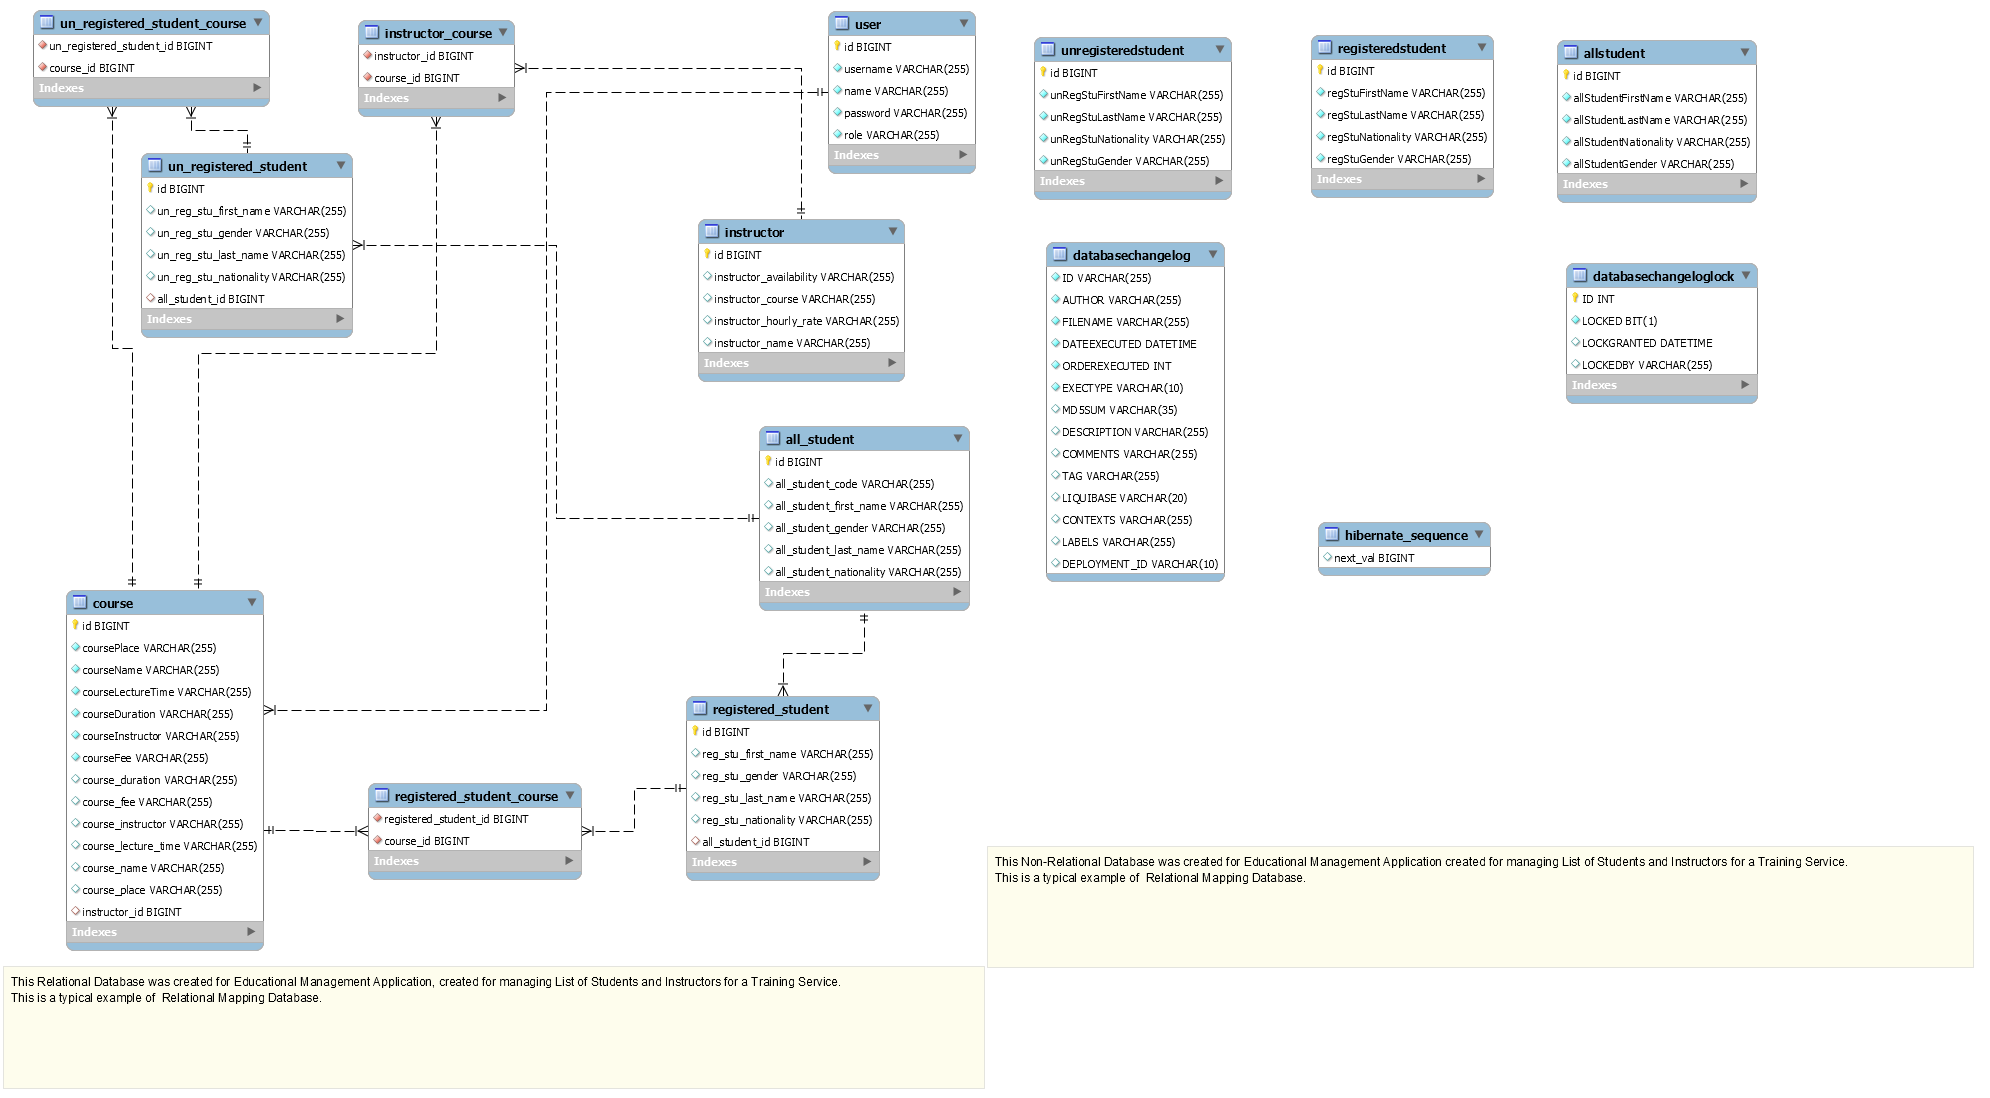 un_registered_student_course
un_registered_student_id BIGINT
course_id BIGINT
Indexes
instructor_course
instructor_id BIGINT
course_id BIGINT
Indexes
user
id BIGINT
username VARCHAR(255)
name VARCHAR(255)
password VARCHAR(255)
role VARCHAR(255)
Indexes
unregisteredstudent
id BIGINT
unRegStuFirstName VARCHAR(255)
unRegStuLastName VARCHAR(255)
unRegStuNationality VARCHAR(255)
unRegStuGender VARCHAR(255)
Indexes
registeredstudent
id BIGINT
regStuFirstName VARCHAR(255)
regStuLastName VARCHAR(255)
regStuNationality VARCHAR(255)
regStuGender VARCHAR(255)
Indexes
allstudent
id BIGINT
allStudentFirstName VARCHAR(255)
allStudentLastName VARCHAR(255)
allStudentNationality VARCHAR(255)
allStudentGender VARCHAR(255)
Indexes
un_registered_student
id BIGINT
un_reg_stu_first_name VARCHAR(255)
un_reg_stu_gender VARCHAR(255)
un_reg_stu_last_name VARCHAR(255)
un_reg_stu_nationality VARCHAR(255)
all_student_id BIGINT
Indexes
instructor
id BIGINT
instructor_availability VARCHAR(255)
instructor_course VARCHAR(255)
instructor_hourly_rate VARCHAR(255)
instructor_name VARCHAR(255)
Indexes
databasechangelog
ID VARCHAR(255)
AUTHOR VARCHAR(255)
FILENAME VARCHAR(255)
DATEEXECUTED DATETIME
ORDEREXECUTED INT
EXECTYPE VARCHAR(10)
MD5SUM VARCHAR(35)
DESCRIPTION VARCHAR(255)
COMMENTS VARCHAR(255)
TAG VARCHAR(255)
LIQUIBASE VARCHAR(20)
CONTEXTS VARCHAR(255)
LABELS VARCHAR(255)
DEPLOYMENT_ID VARCHAR(10)
databasechangeloglock
ID INT
LOCKED BIT(1)
LOCKGRANTED DATETIME
LOCKEDBY VARCHAR(255)
Indexes
all_student
id BIGINT
all_student_code VARCHAR(255)
all_student_first_name VARCHAR(255)
all_student_gender VARCHAR(255)
all_student_last_name VARCHAR(255)
all_student_nationality VARCHAR(255)
Indexes
hibernate_sequence
next_val BIGINT
course
id BIGINT
coursePlace VARCHAR(255)
courseName VARCHAR(255)
courseLectureTime VARCHAR(255)
courseDuration VARCHAR(255)
courseInstructor VARCHAR(255)
courseFee VARCHAR(255)
course_duration VARCHAR(255)
course_fee VARCHAR(255)
course_instructor VARCHAR(255)
course_lecture_time VARCHAR(255)
course_name VARCHAR(255)
course_place VARCHAR(255)
instructor_id BIGINT
Indexes
registered_student_course
registered_student_id BIGINT
course_id BIGINT
Indexes
registered_student
id BIGINT
reg_stu_first_name VARCHAR(255)
reg_stu_gender VARCHAR(255)
reg_stu_last_name VARCHAR(255)
reg_stu_nationality VARCHAR(255)
all_student_id BIGINT
Indexes
This Non-Relational Database was created for Educational Management Application created for managing List of Students and Instructors for a Training Service.
This is a typical example of  Relational Mapping Database.
This Relational Database was created for Educational Management Application, created for managing List of Students and Instructors for a Training Service.
This is a typical example of  Relational Mapping Database.